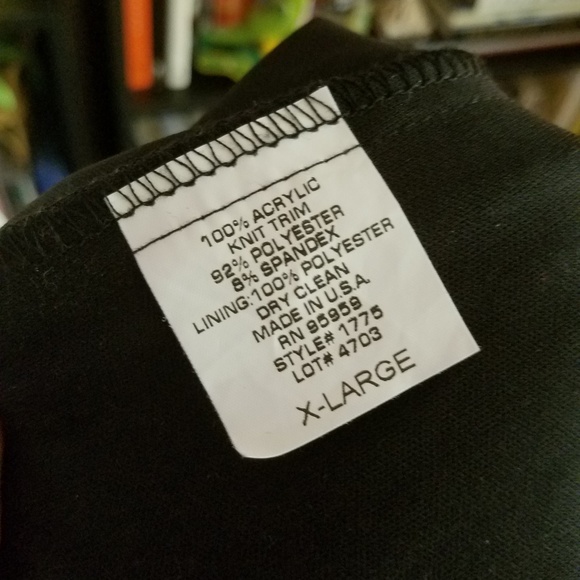 100% ACRYLIC
KNIT TRIM
92% POLYESTER
8% SPANDEX
LINING:100% POLYESTER
DRY CLEAN
MADE IN U.S.A.
RN 95959
STYLE# 1775
LOT# 4703
X-LARGE